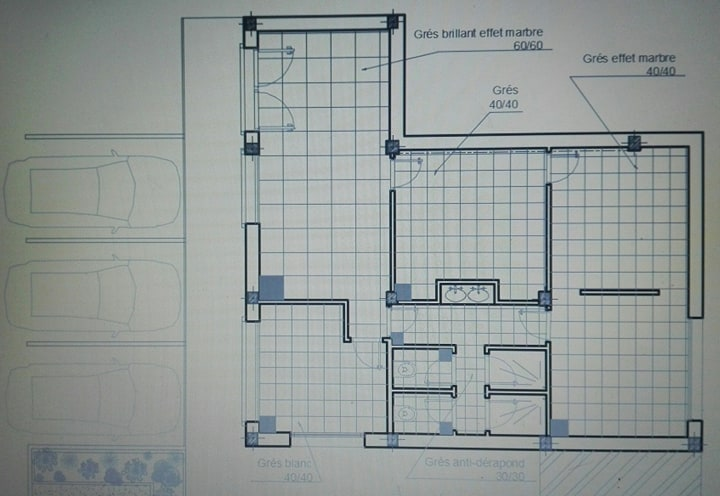 Grés brillant effet marbre
60/60
Grés effet marbre
40/40
Grés
40/40
Grés blanc
40/40
Grés anti-dérapond
30/30